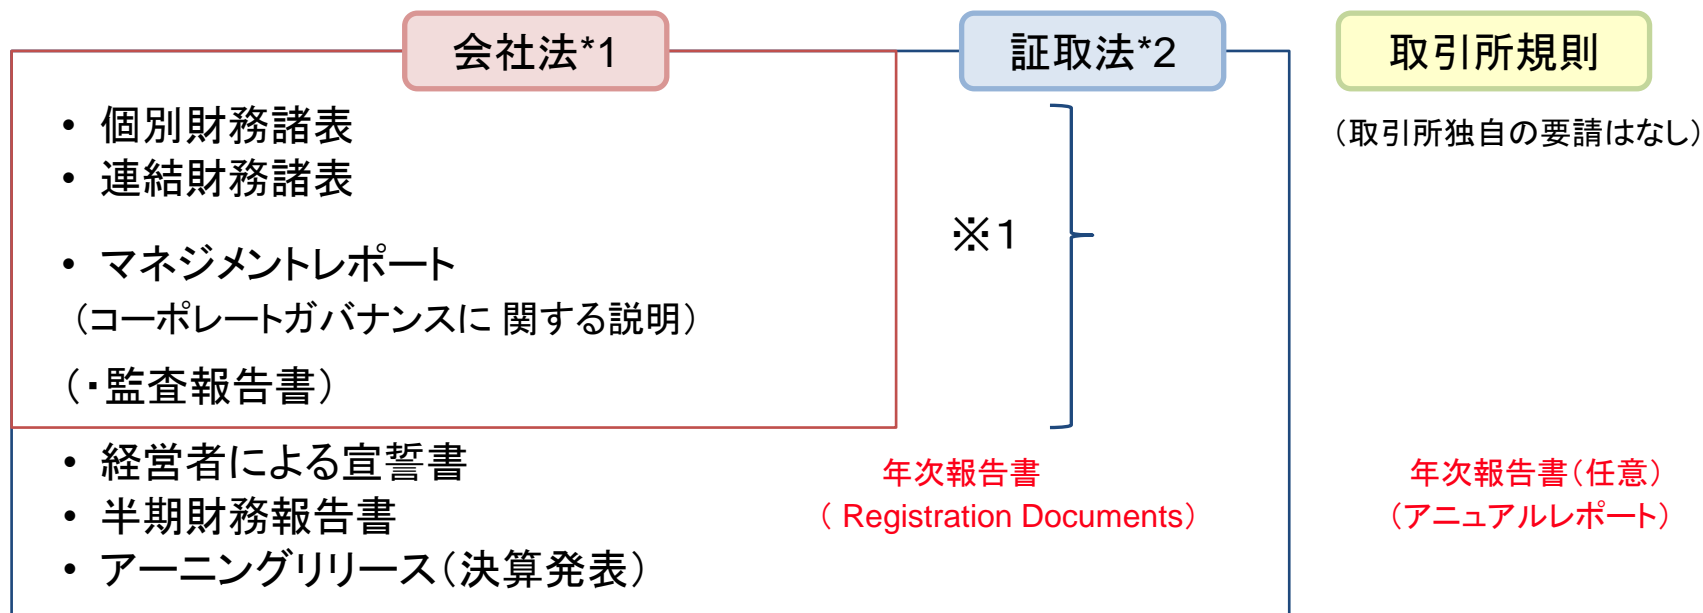 会社法*1
証取法*2
取引所規則
• 個別財務諸表
• 連結財務諸表
• マネジメントレポート
（コーポレートガバナンスに 関する説明）
（・監査報告書）
※１
（取引所独自の要請はなし）
• 経営者による宣誓書
• 半期財務報告書
• アーニングリリース（決算発表）
年次報告書
（ Registration Documents）
年次報告書（任意）
（アニュアルレポート）